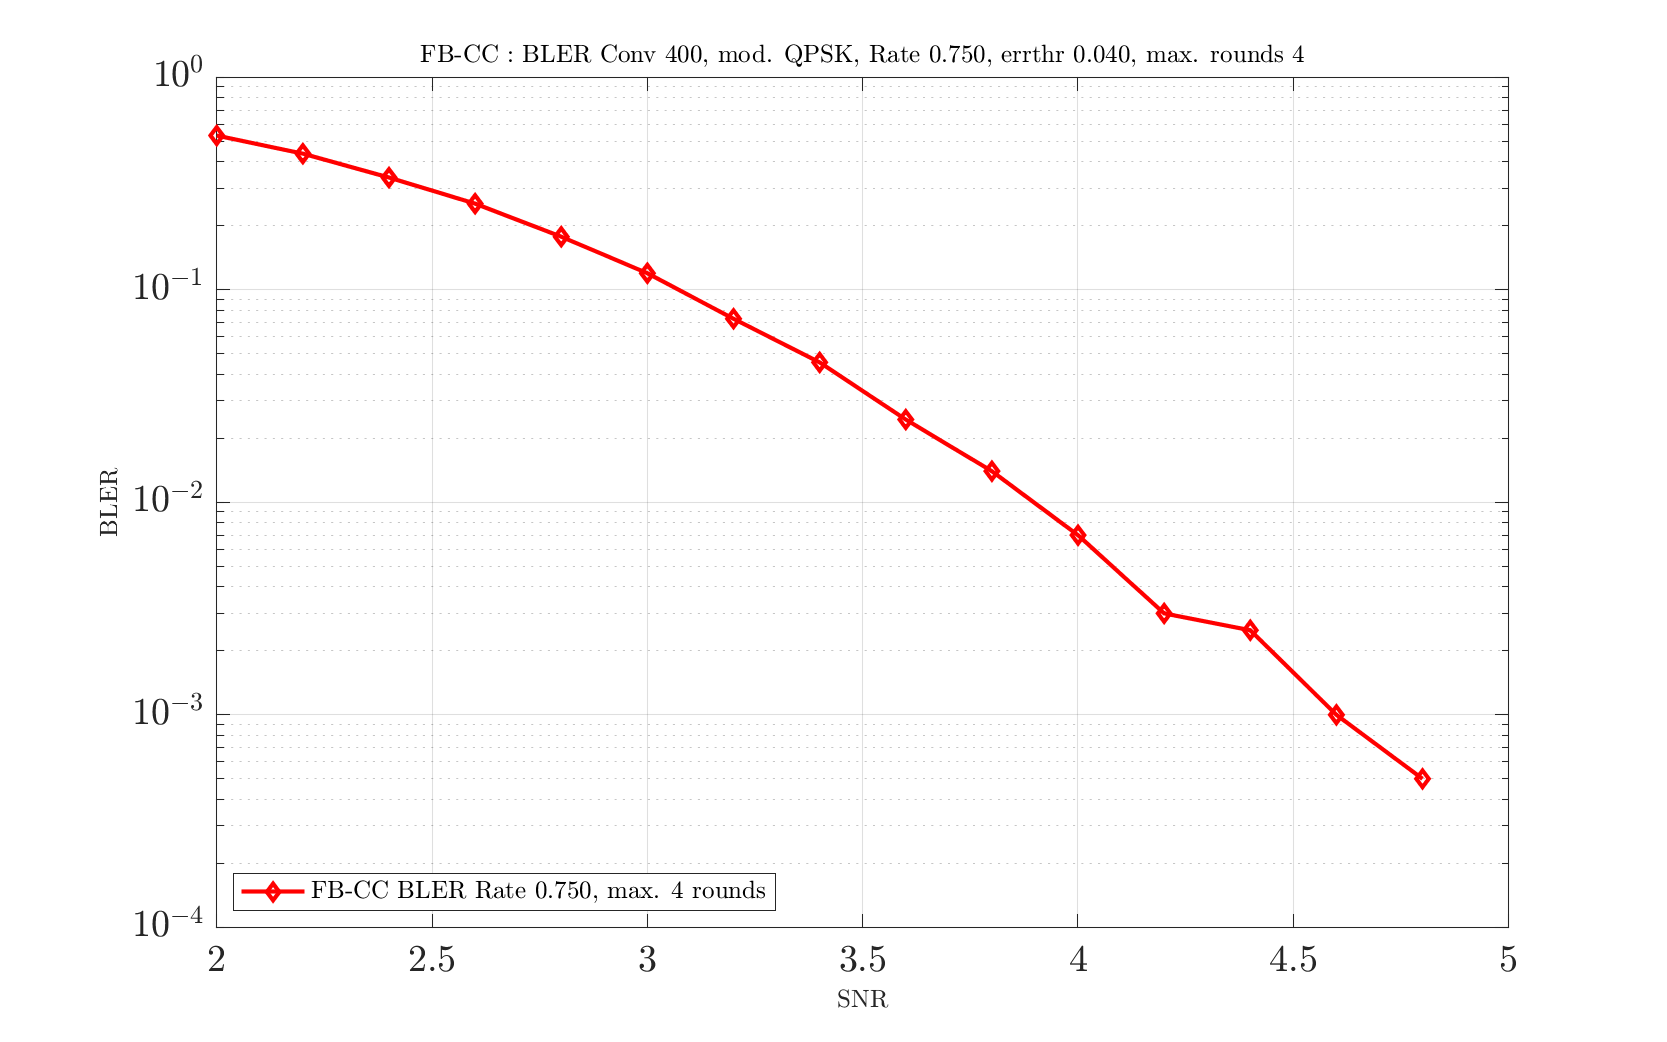 FB-CC : BLER Conv 400, mod. QPSK, Rate 0.750, errthr 0.040, max. rounds 4
10⁰
10⁻¹
10⁻²
10⁻³
10⁻⁴
BLER
FB-CC BLER Rate 0.750, max. 4 rounds
2 2.5 3 3.5 4 4.5 5
SNR